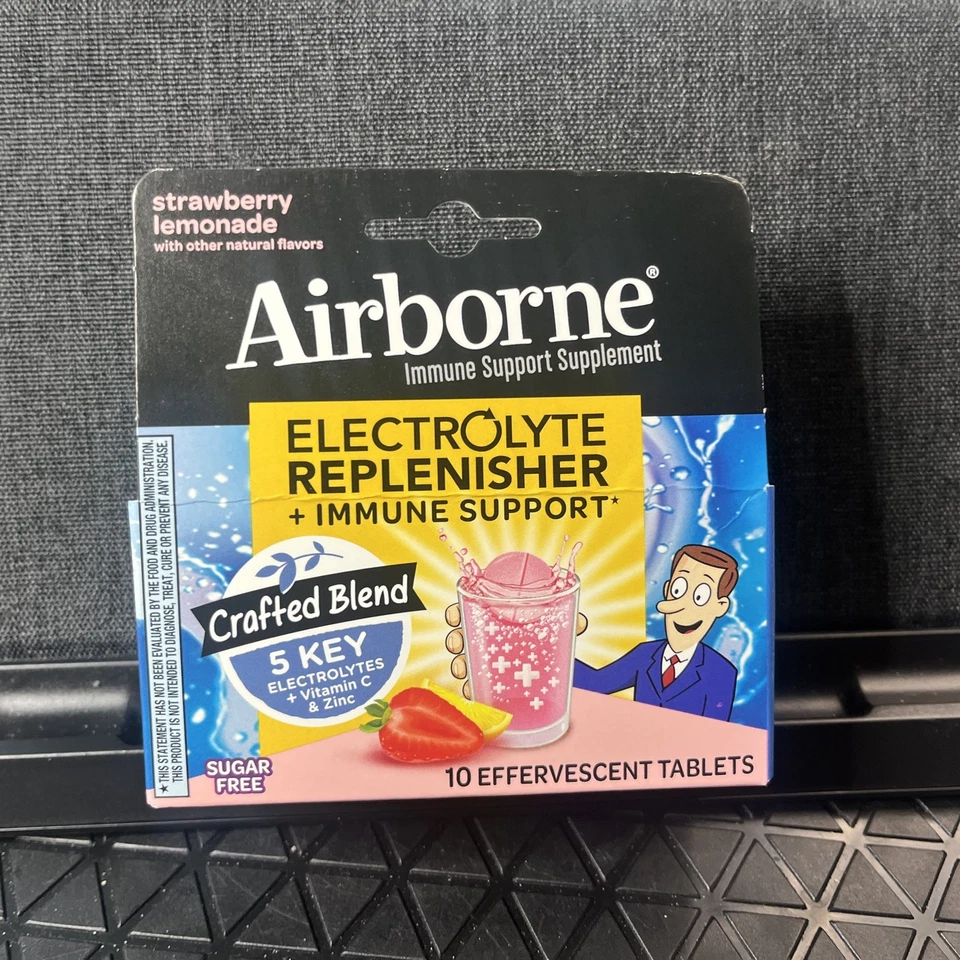 strawberry
lemonade
with other natural flavors
Airborne®
Immune Support Supplement
ELECTROLYTE
REPLENISHER
+ IMMUNE SUPPORT*
Crafted Blend
5 KEY
ELECTROLYTES
+ Vitamin C
& Zinc
SUGAR
FREE
10 EFFERVESCENT TABLETS
★ THIS STATEMENT HAS NOT BEEN EVALUATED BY THE FOOD AND DRUG ADMINISTRATION.
THIS PRODUCT IS NOT INTENDED TO DIAGNOSE, TREAT, CURE OR PREVENT ANY DISEASE.